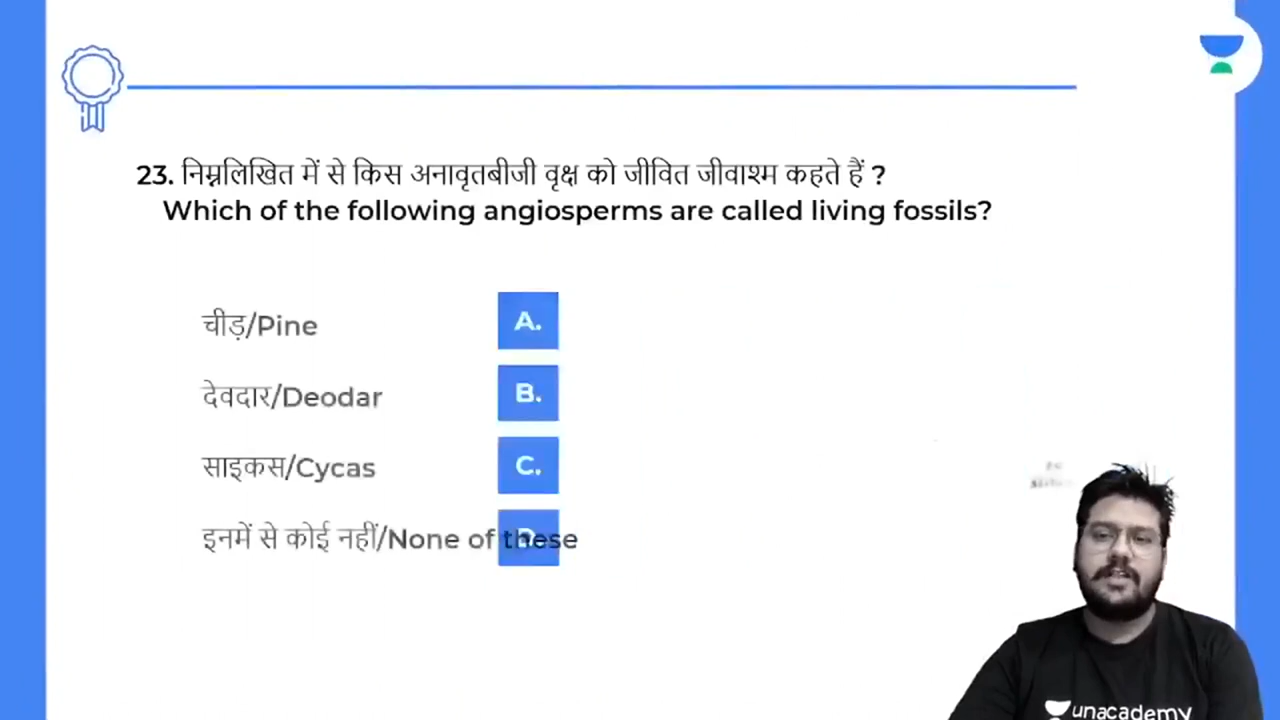 23. निम्नलिखित में से किस अनावृतबीजी वृक्ष को जीवित जीवाश्म कहते हैं ?
Which of the following angiosperms are called living fossils?
चीड़/Pine
A.
देवदार/Deodar
B.
साइकस/Cycas
C.
इनमें से कोई नहीं/None of these
D.
unacademy